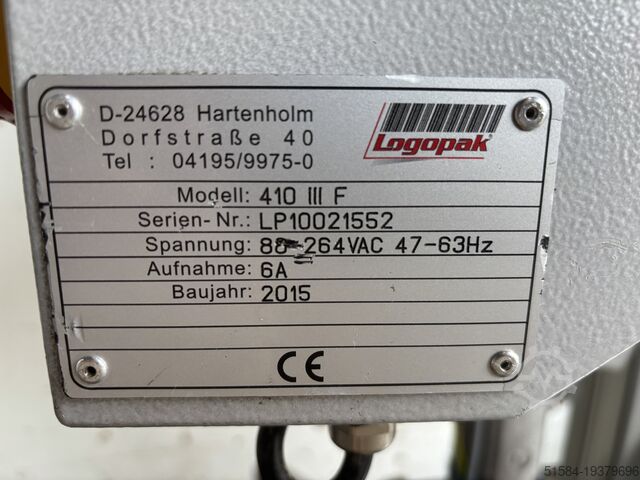 D-24628 Hartenholm
Dorfstraße 40
Tel : 04195/9975-0
Logopak
Modell: 410 III F
Serien-Nr.: LP10021552
Spannung: 88-264VAC 47-63Hz
Aufnahme: 6A
Baujahr: 2015
CE
51584-19379696